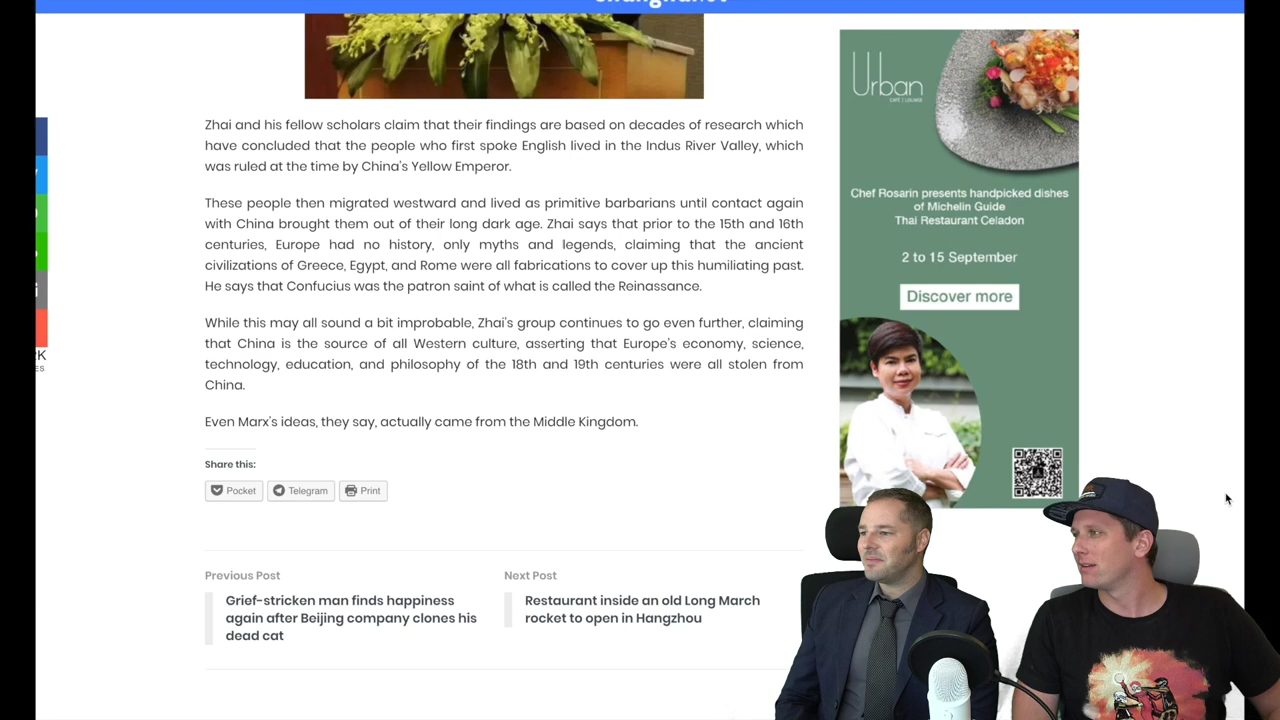 Zhai and his fellow scholars claim that their findings are based on decades of research which
have concluded that the people who first spoke English lived in the Indus River Valley, which
was ruled at the time by China's Yellow Emperor.
These people then migrated westward and lived as primitive barbarians until contact again
with China brought them out of their long dark age. Zhai says that prior to the 15th and 16th
centuries, Europe had no history, only myths and legends, claiming that the ancient
civilizations of Greece, Egypt, and Rome were all fabrications to cover up this humiliating past.
He says that Confucius was the patron saint of what is called the Reinassance.
While this may all sound a bit improbable, Zhai's group continues to go even further, claiming
that China is the source of all Western culture, asserting that Europe's economy, science,
technology, education, and philosophy of the 18th and 19th centuries were all stolen from
China.
Even Marx's ideas, they say, actually came from the Middle Kingdom.
Share this:
Pocket
Telegram
Print
Previous Post
Grief-stricken man finds happiness
again after Beijing company clones his
dead cat
Next Post
Restaurant inside an old Long March
rocket to open in Hangzhou
Urban
CAFE | LOUNGE
Chef Rosarin presents handpicked dishes
of Michelin Guide
Thai Restaurant Celadon
2 to 15 September
Discover more